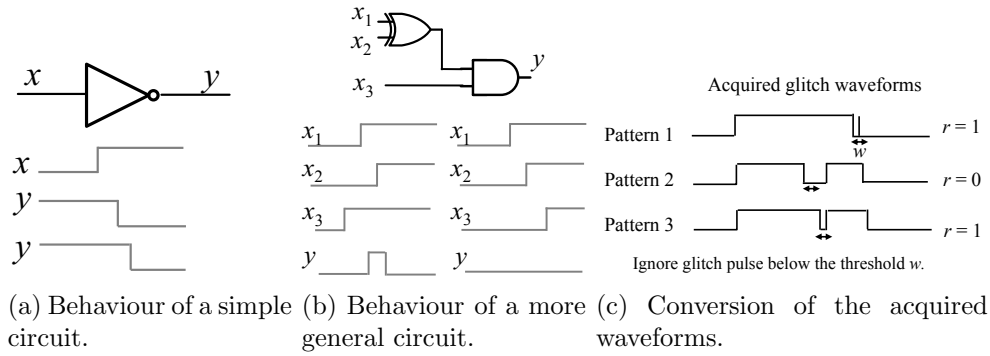 x y
x
y
y
x1
x2
x3
y
x1 x1
x2 x2
x3 x3
y y
Acquired glitch waveforms
Pattern 1 r = 1
w
Pattern 2 r = 0
Pattern 3 r = 1
Ignore glitch pulse below the threshold w.
(a) Behaviour of a simple circuit.
(b) Behaviour of a more general circuit.
(c) Conversion of the acquired waveforms.